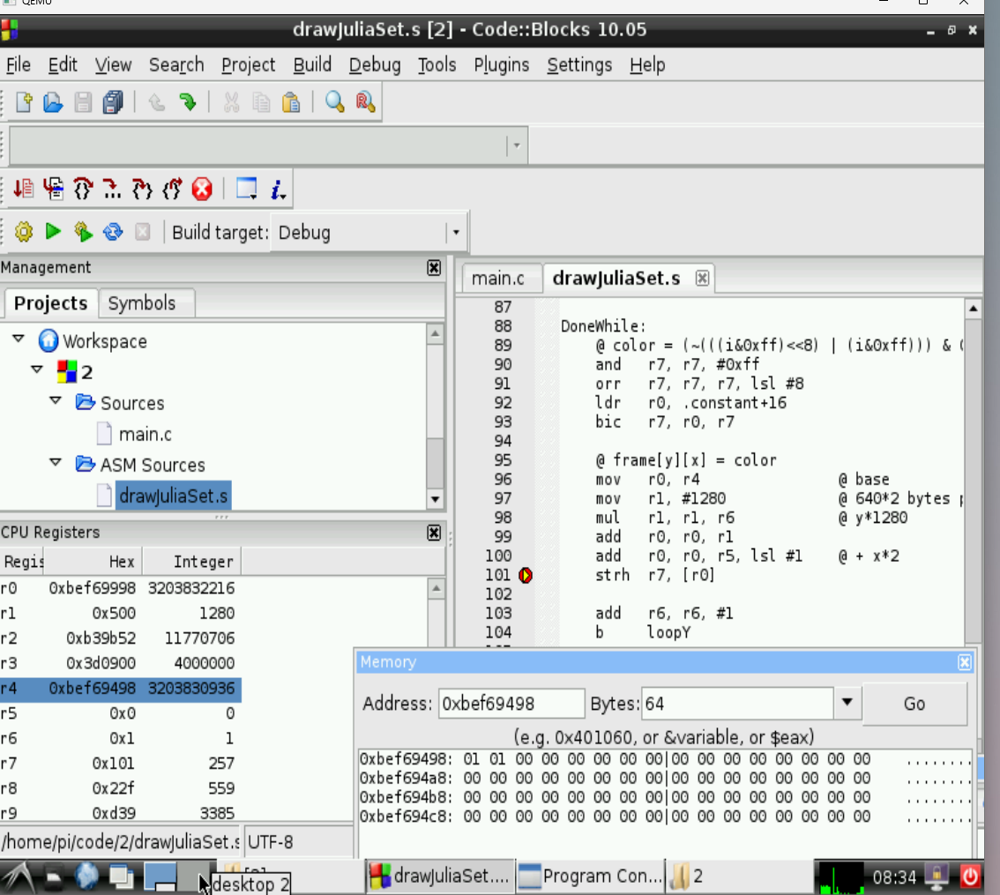 QEMU
drawJuliaSet.s [2] - Code::Blocks 10.05
File Edit View Search Project Build Debug Tools Plugins Settings Help
Build target: Debug
Management
Projects Symbols
Workspace
2
Sources
main.c
ASM Sources
drawJuliaSet.s
CPU Registers
Regis Hex Integer
r0 0xbef69998 3203832216
r1 0x500 1280
r2 0xb39b52 11770706
r3 0x3d0900 4000000
r4 0xbef69498 3203830936
r5 0x0 0
r6 0x1 1
r7 0x101 257
r8 0x22f 559
r9 0xd39 3385
/home/pi/code/2/drawJuliaSet.s UTF-8
main.c drawJuliaSet.s
87
88 DoneWhile:
89 @ color = (~(((i&0xff)<<8) | (i&0xff))) & (
90 and r7, r7, #0xff
91 orr r7, r7, r7, lsl #8
92 ldr r0, .constant+16
93 bic r7, r0, r7
94
95 @ frame[y][x] = color
96 mov r0, r4 @ base
97 mov r1, #1280 @ 640*2 bytes p
98 mul r1, r1, r6 @ y*1280
99 add r0, r0, r1
100 add r0, r0, r5, lsl #1 @ + x*2
101 strh r7, [r0]
102
103 add r6, r6, #1
104 b loopY
Memory
Address: 0xbef69498 Bytes: 64 Go
(e.g. 0x401060, or &variable, or $eax)
0xbef69498: 01 01 00 00 00 00 00 00|00 00 00 00 00 00 00 00 ........
0xbef694a8: 00 00 00 00 00 00 00 00|00 00 00 00 00 00 00 00 ........
0xbef694b8: 00 00 00 00 00 00 00 00|00 00 00 00 00 00 00 00 ........
0xbef694c8: 00 00 00 00 00 00 00 00|00 00 00 00 00 00 00 00 ........
desktop 2
drawJuliaSet.... Program Con... 2 08:34